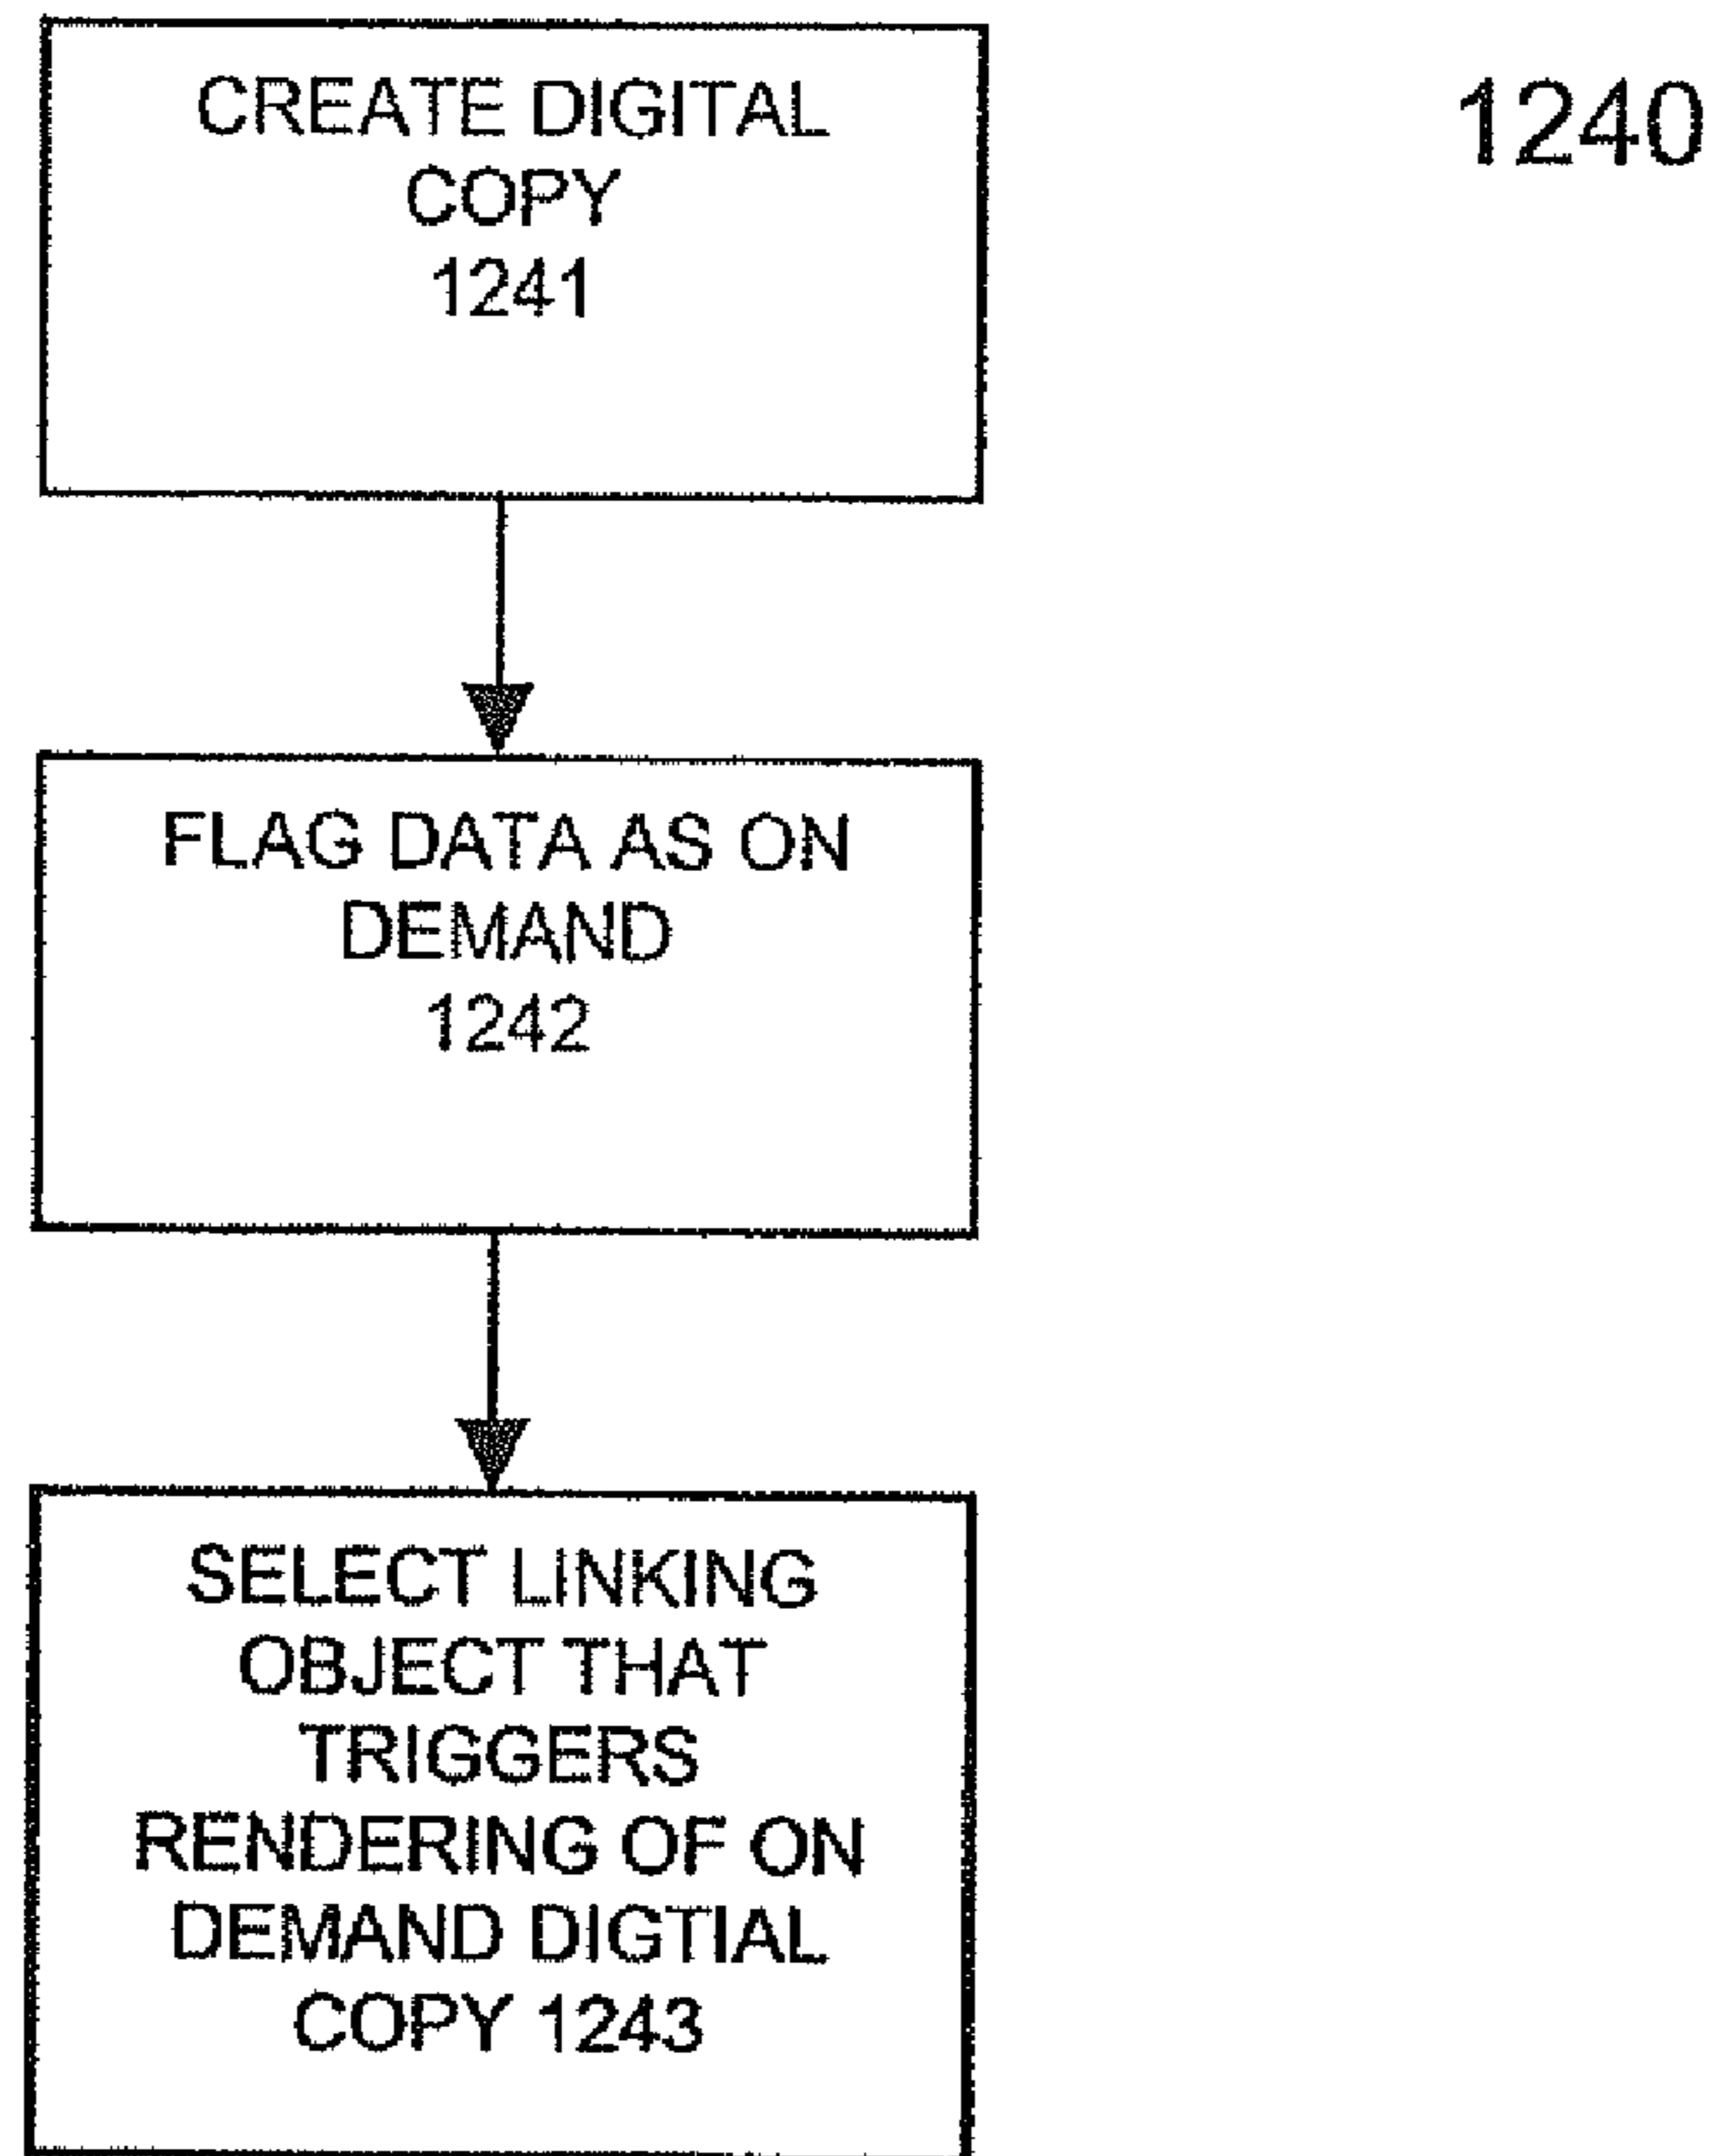 CREATE DIGITAL
COPY
1241
1240
FLAG DATA AS ON
DEMAND
1242
SELECT LINKING
OBJECT THAT
TRIGGERS
RENDERING OF ON
DEMAND DIGTIAL
COPY 1243